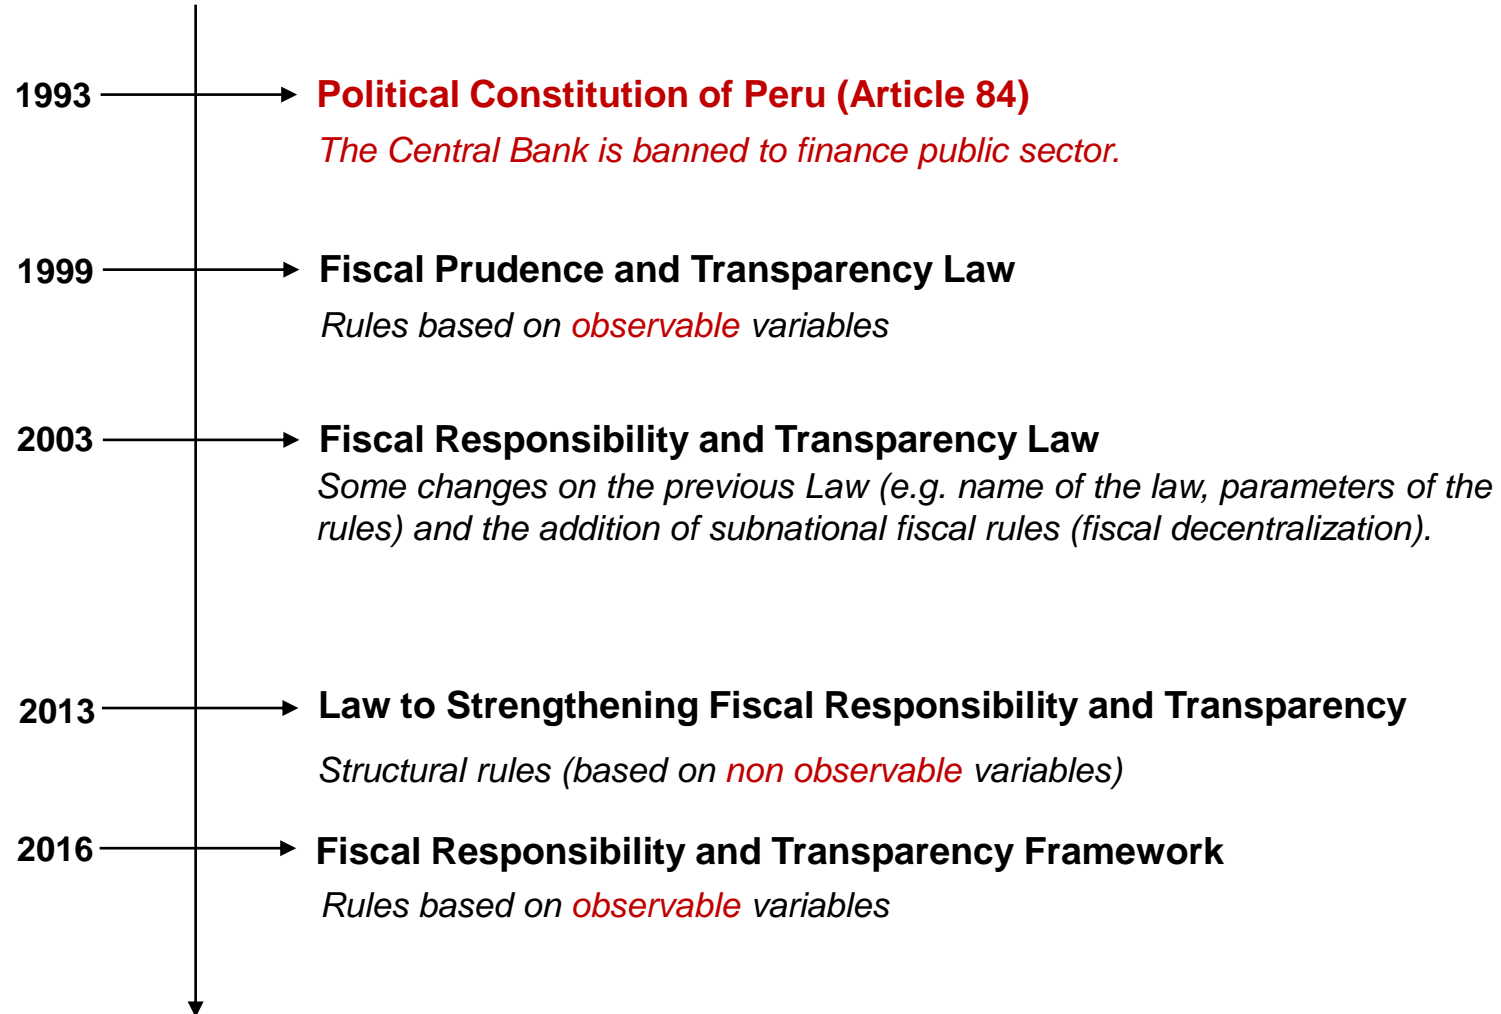 1993
Political Constitution of Peru (Article 84)
The Central Bank is banned to finance public sector.
1999
Fiscal Prudence and Transparency Law
Rules based on observable variables
2003
Fiscal Responsibility and Transparency Law
Some changes on the previous Law (e.g. name of the law, parameters of the
rules) and the addition of subnational fiscal rules (fiscal decentralization).
2013
Law to Strengthening Fiscal Responsibility and Transparency
Structural rules (based on non observable variables)
2016
Fiscal Responsibility and Transparency Framework
Rules based on observable variables